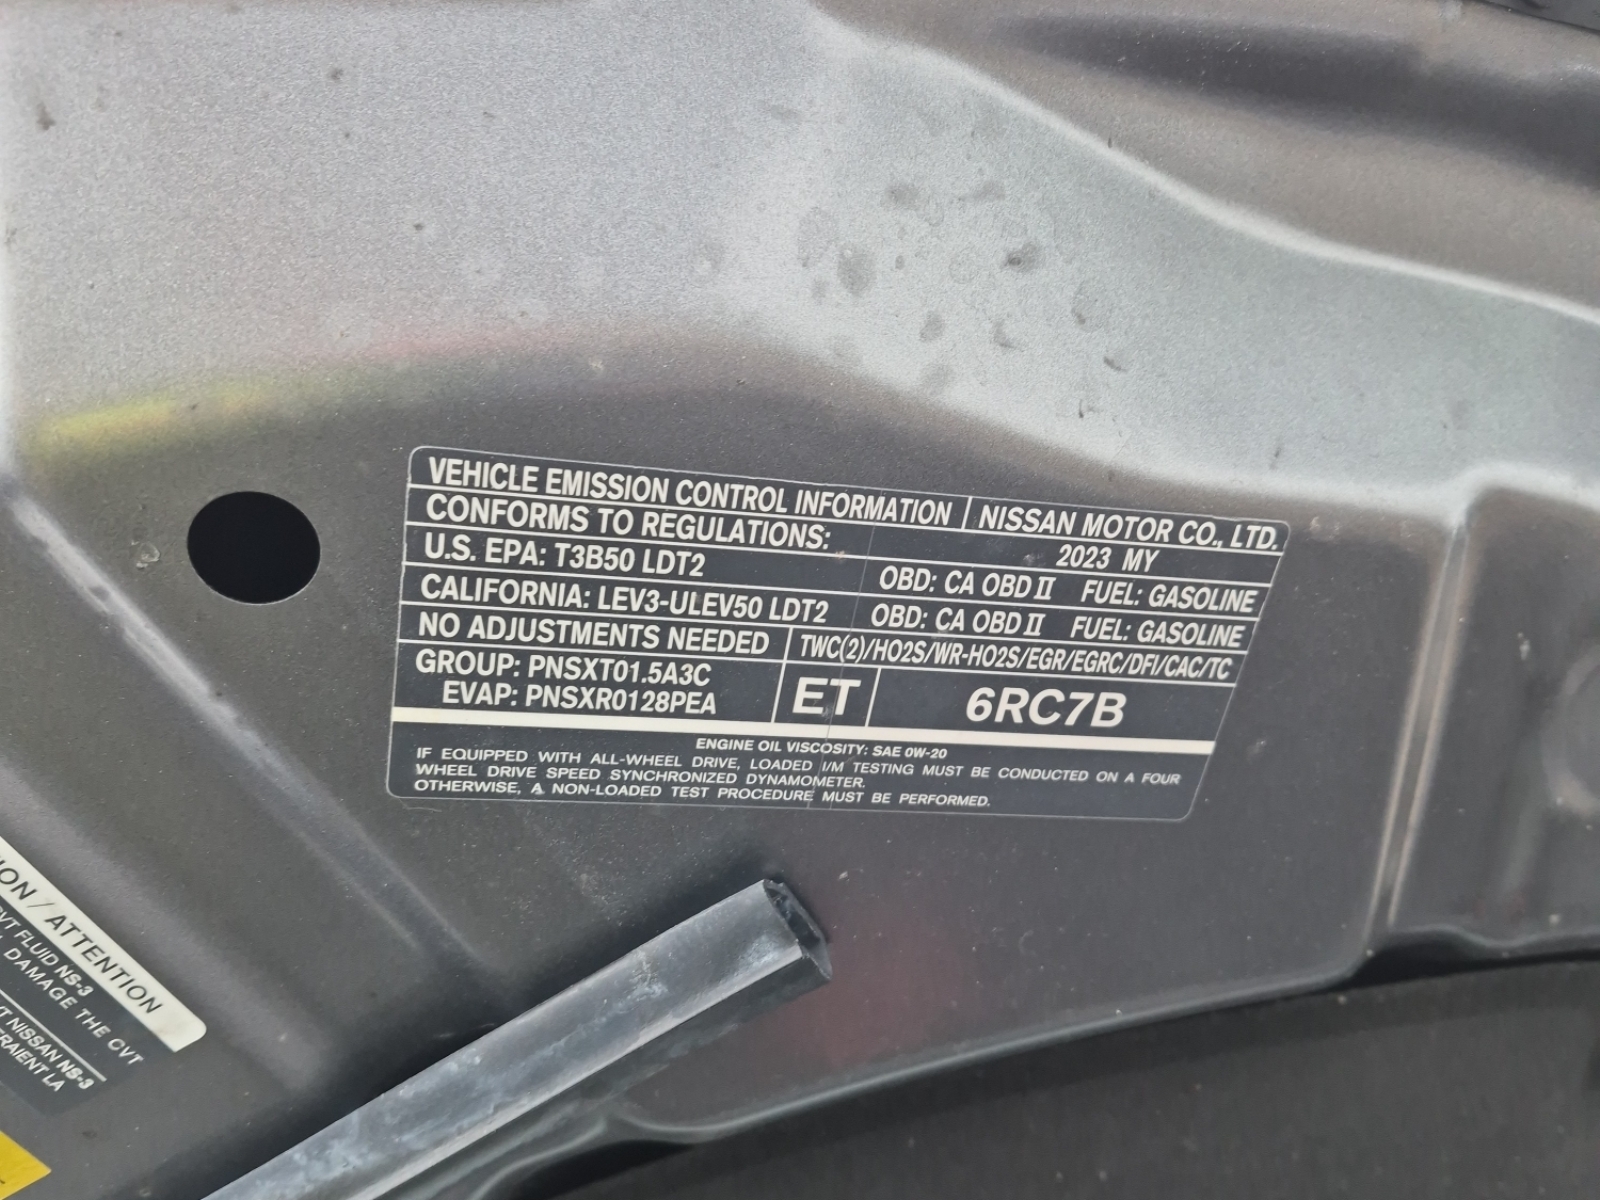 VEHICLE EMISSION CONTROL INFORMATION NISSAN MOTOR CO., LTD.
CONFORMS TO REGULATIONS: 2023 MY
U.S. EPA: T3B50 LDT2 OBD: CA OBD II FUEL: GASOLINE
CALIFORNIA: LEV3-ULEV50 LDT2 OBD: CA OBD II FUEL: GASOLINE
NO ADJUSTMENTS NEEDED TWC(2)/HO2S/WR-HO2S/EGR/EGRC/DFI/CAC/TC
GROUP: PNSXT01.5A3C
EVAP: PNSXR0128PEA
ET 6RC7B
ENGINE OIL VISCOSITY: SAE 0W-20
IF EQUIPPED WITH ALL-WHEEL DRIVE, LOADED I/M TESTING MUST BE CONDUCTED ON A FOUR
WHEEL DRIVE SPEED SYNCHRONIZED DYNAMOMETER.
OTHERWISE, A NON-LOADED TEST PROCEDURE MUST BE PERFORMED.
ION / ATTENTION
CVT FLUID NS-3
DAMAGE THE CVT
NISSAN NS-3
LA